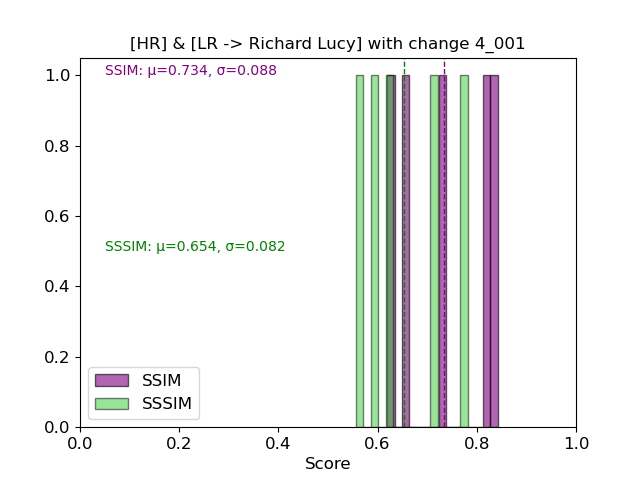 [HR] & [LR -> Richard Lucy] with change 4_001
1.0
SSIM: μ=0.734, σ=0.088
0.8
0.6
SSSIM: μ=0.654, σ=0.082
0.4
0.2
SSIM
SSSIM
0.0
0.0 0.2 0.4 0.6 0.8 1.0
Score